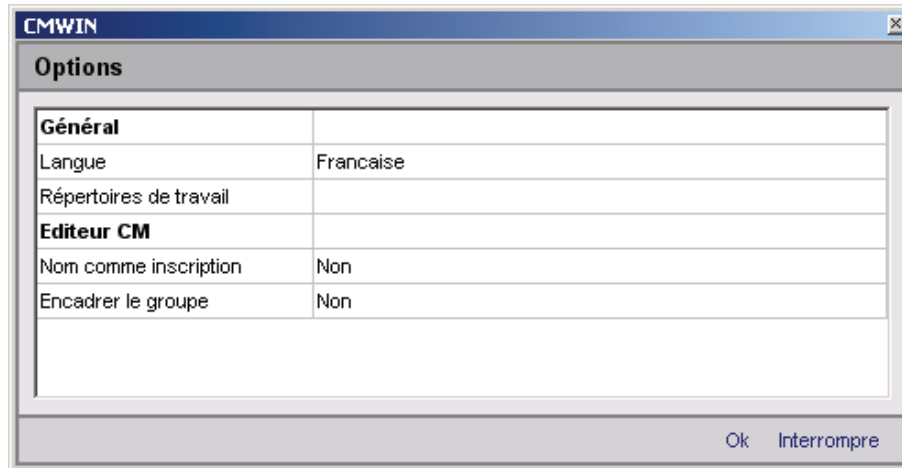 CMWIN
Options
Général
Langue Francaise
Répertoires de travail
Editeur CM
Nom comme inscription Non
Encadrer le groupe Non
Ok Interrompre